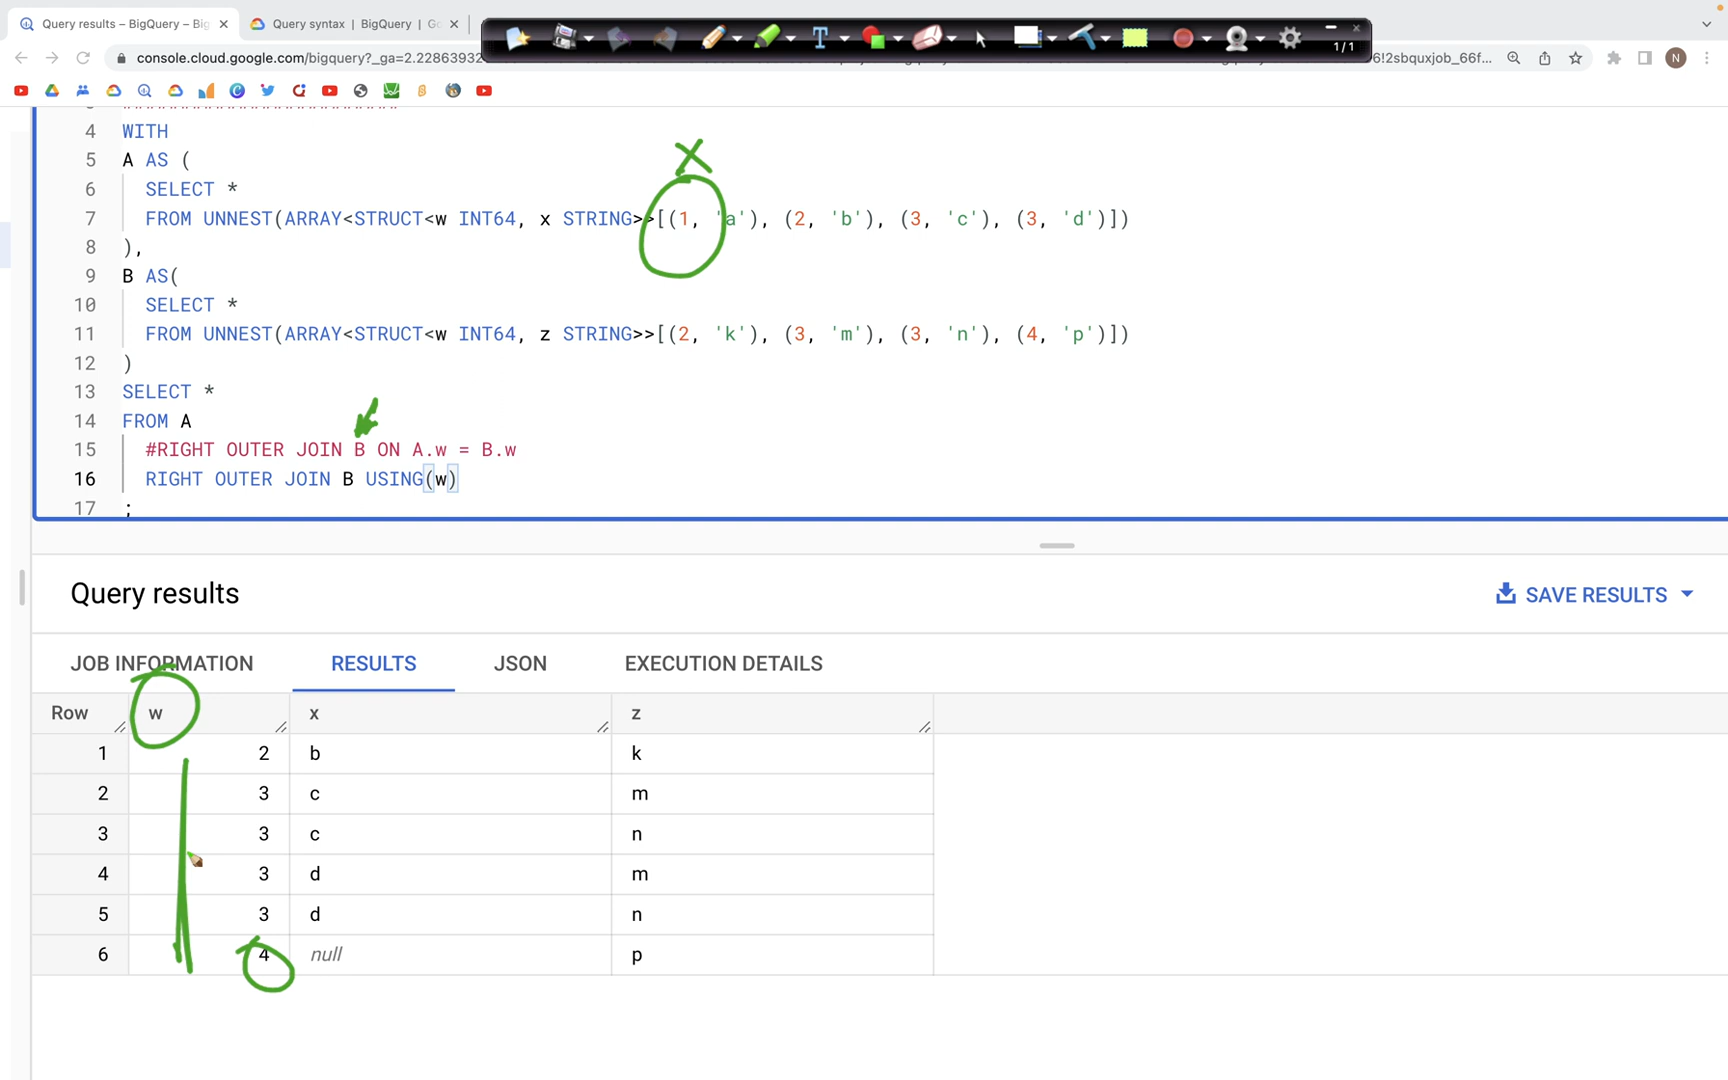 Query results – BigQuery – Big
Query syntax | BigQuery | Go
1/1
console.cloud.google.com/bigquery?_ga=2.22863932
6!2sbquxjob_66f...
N
4 WITH
5 A AS (
6 SELECT *
7 FROM UNNEST(ARRAY<STRUCT<w INT64, x STRING>>[(1, 'a'), (2, 'b'), (3, 'c'), (3, 'd')])
8 ),
9 B AS(
10 SELECT *
11 FROM UNNEST(ARRAY<STRUCT<w INT64, z STRING>>[(2, 'k'), (3, 'm'), (3, 'n'), (4, 'p')])
12 )
13 SELECT *
14 FROM A
15 #RIGHT OUTER JOIN B ON A.w = B.w
16 RIGHT OUTER JOIN B USING(w)
17 ;
Query results
SAVE RESULTS
JOB INFORMATION RESULTS JSON EXECUTION DETAILS
Row w x z
1 2 b k
2 3 c m
3 3 c n
4 3 d m
5 3 d n
6 4 null p